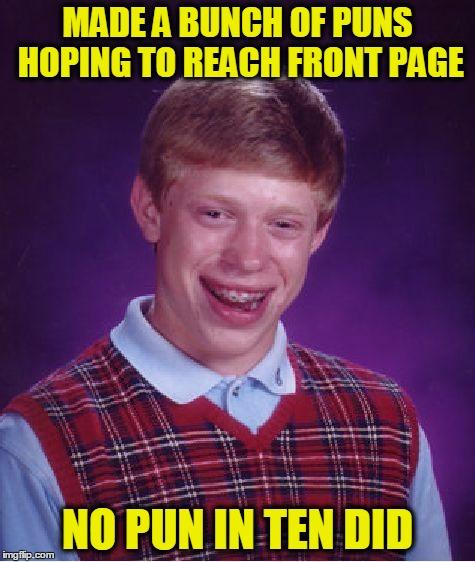 MADE A BUNCH OF PUNS
HOPING TO REACH FRONT PAGE
NO PUN IN TEN DID
imgflip.com